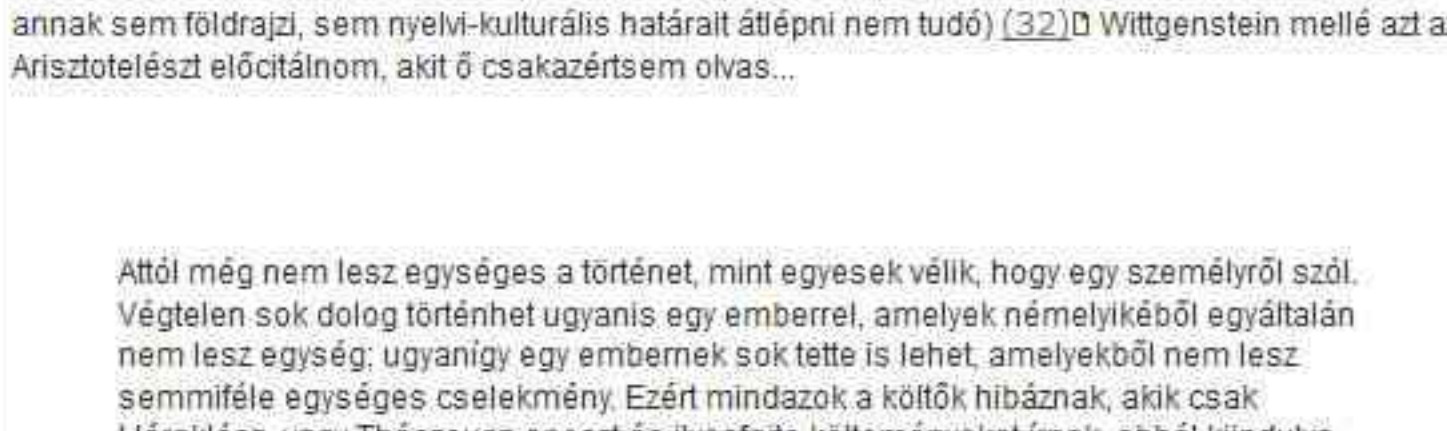 annak sem földrajzi, sem nyelvi-kulturális határait átlépni nem tudó) (32) Wittgenstein mellé azt a
Arisztotelészt előcitálnom, akit ő csakazértsem olvas...
Attól még nem lesz egységes a történet, mint egyesek vélik, hogy egy személyről szól.
Végtelen sok dolog történhet ugyanis egy emberrel, amelyek némelyikéből egyáltalán
nem lesz egység: ugyanígy egy embernek sok tette is lehet, amelyekből nem lesz
semmiféle egységes cselekmény. Ezért mindazok a költők hibáznak, akik csak